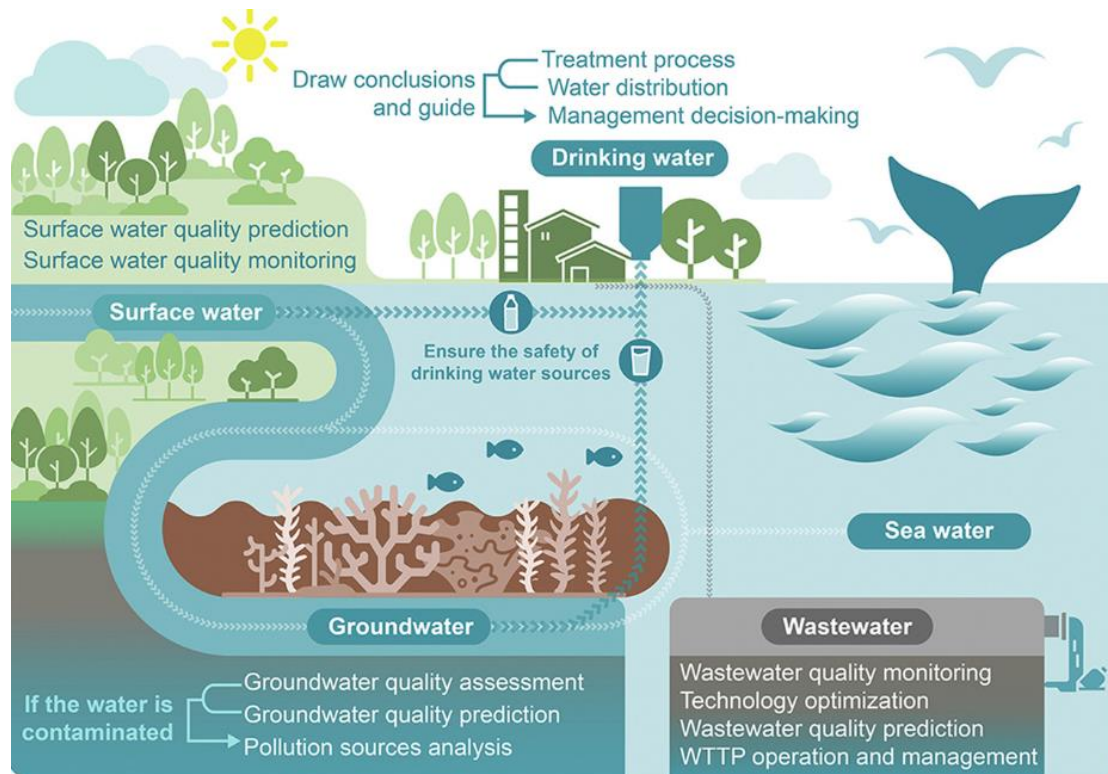 Draw conclusions
and guide
Treatment process
Water distribution
Management decision-making
Drinking water
Surface water quality prediction
Surface water quality monitoring
Surface water
Ensure the safety of
drinking water sources
Sea water
Groundwater
Wastewater
If the water is
contaminated
Groundwater quality assessment
Groundwater quality prediction
Pollution sources analysis
Wastewater quality monitoring
Technology optimization
Wastewater quality prediction
WTTP operation and management